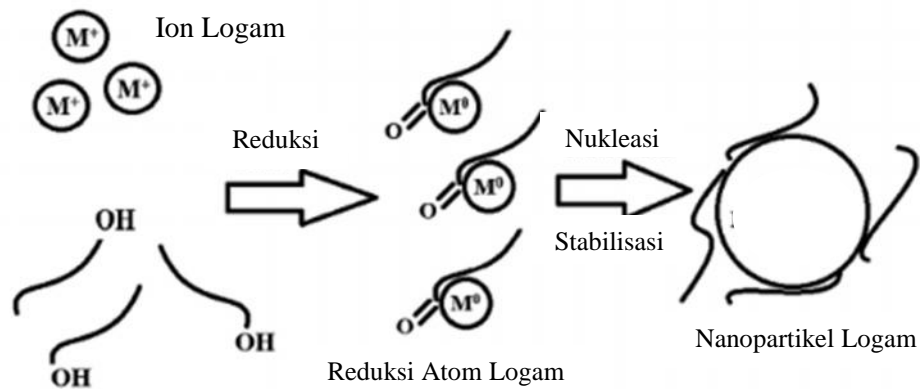 Ion Logam
M⁺
M⁺
M⁺
Reduksi
OH
OH
OH
O
M⁰
O
M⁰
O
M⁰
Reduksi Atom Logam
Nukleasi
Stabilisasi
Nanopartikel Logam